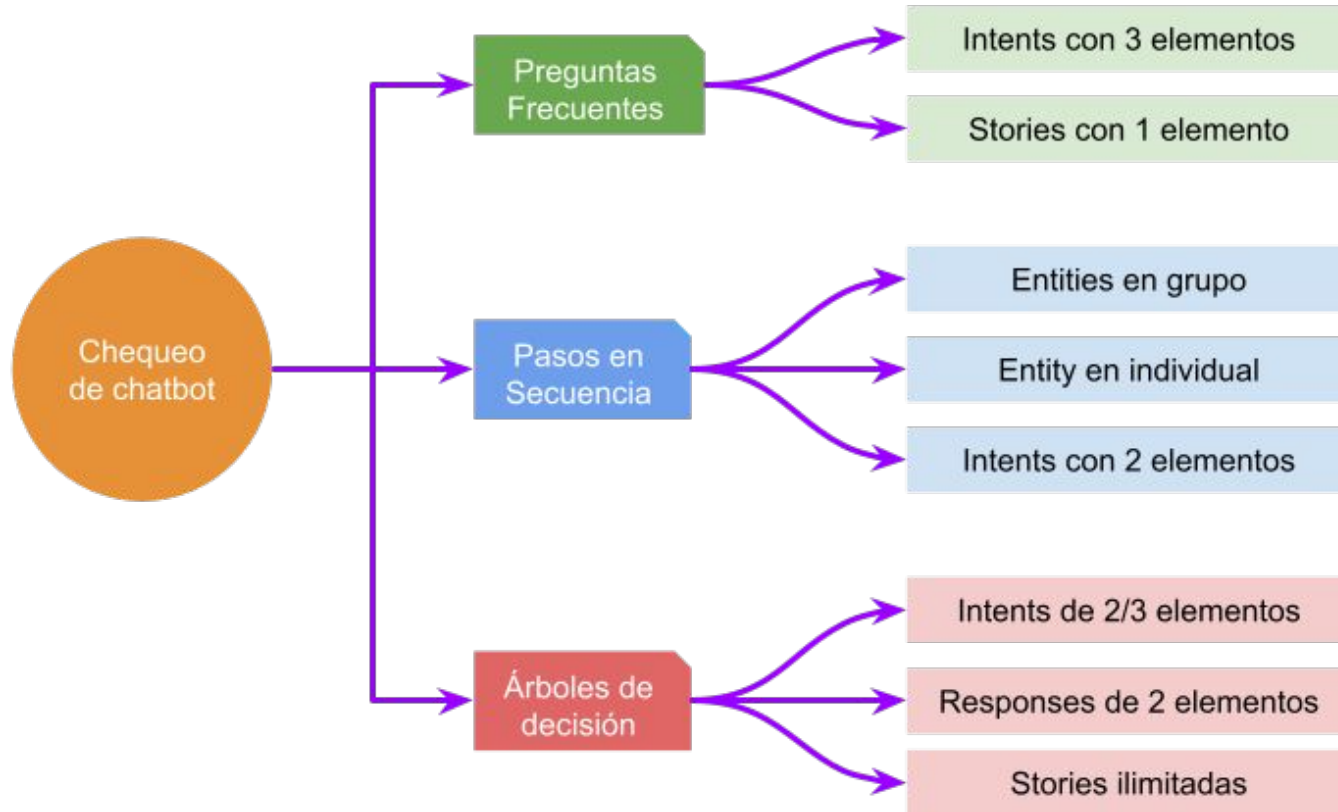 Chequeo
de chatbot
Preguntas
Frecuentes
Intents con 3 elementos
Stories con 1 elemento
Pasos en
Secuencia
Entities en grupo
Entity en individual
Intents con 2 elementos
Árboles de
decisión
Intents de 2/3 elementos
Responses de 2 elementos
Stories ilimitadas